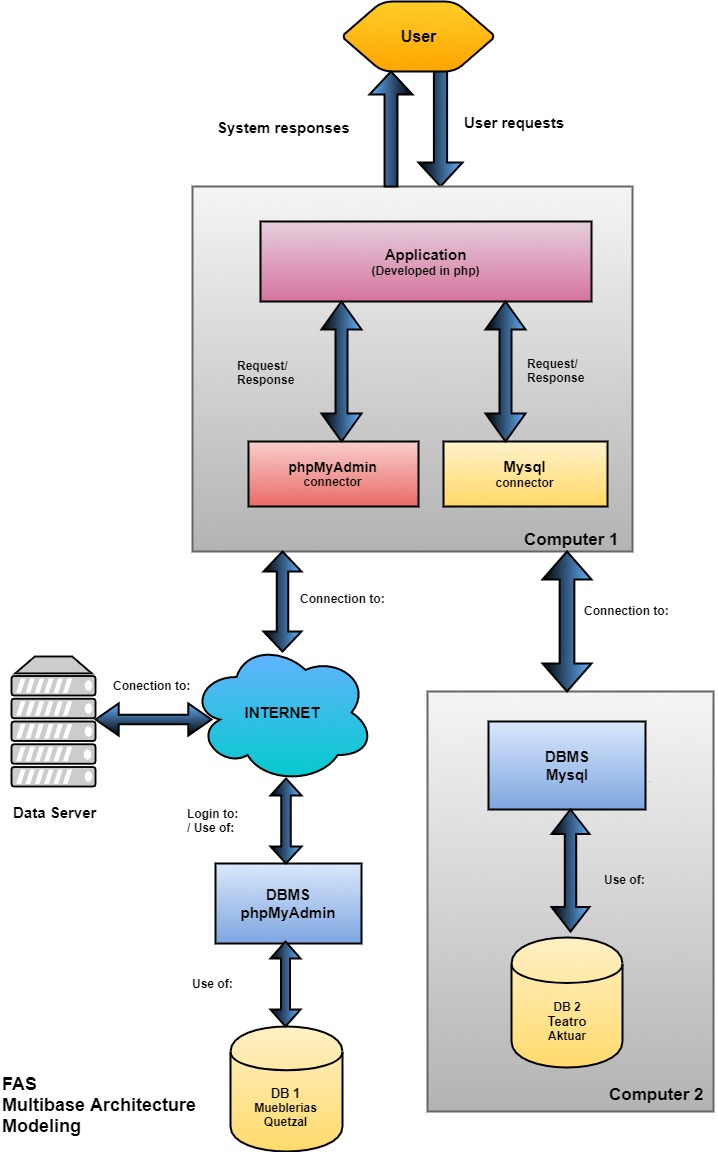 User
System responses
User requests
Application
(Developed in php)
Request/
Response
Request/
Response
phpMyAdmin
connector
Mysql
connector
Computer 1
Connection to:
Connection to:
Conection to:
INTERNET
Data Server
DBMS
Mysql
Login to:
/ Use of:
DBMS
phpMyAdmin
Use of:
Use of:
DB 2
Teatro
Aktuar
DB 1
Mueblerias
Quetzal
Computer 2
FAS
Multibase Architecture
Modeling